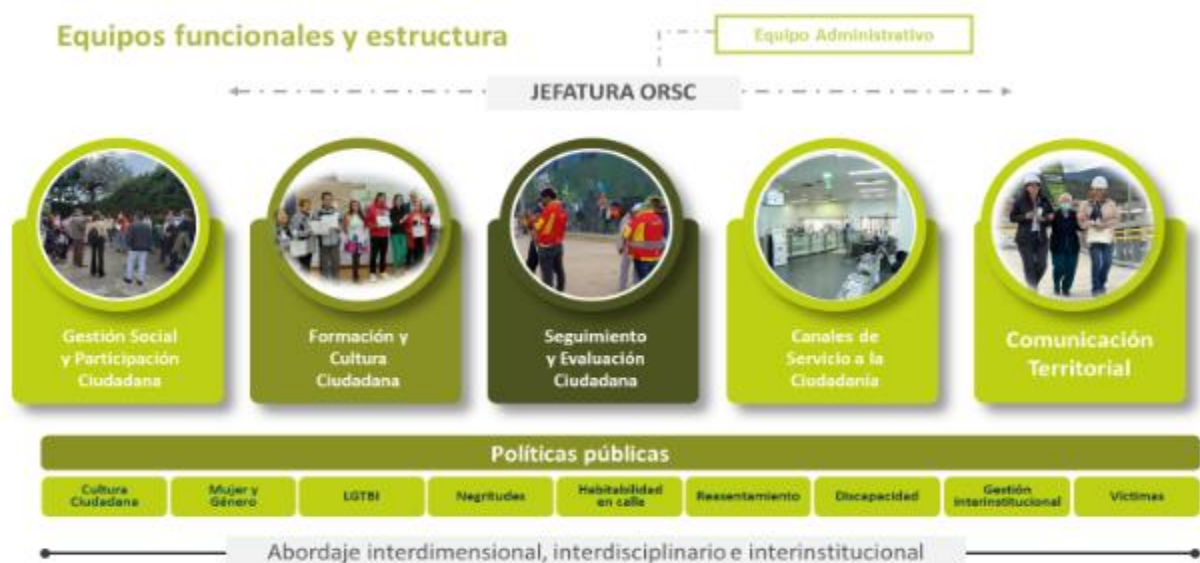 Equipos funcionales y estructura
Equipo Administrativo
JEFATURA ORSC
Gestión Social
y Participación
Ciudadana
Formación y
Cultura
Ciudadana
Seguimiento
y Evaluación
Ciudadana
Canales de
Servicio a la
Ciudadanía
Comunicación
Territorial
Políticas públicas
Cultura
Ciudadana
Mujer y
Género
LGTBI
Negritudes
Habitabilidad
en calle
Reasentamiento
Discapacidad
Gestión
interinstitucional
Víctimas
Abordaje interdimensional, interdisciplinario e interinstitucional